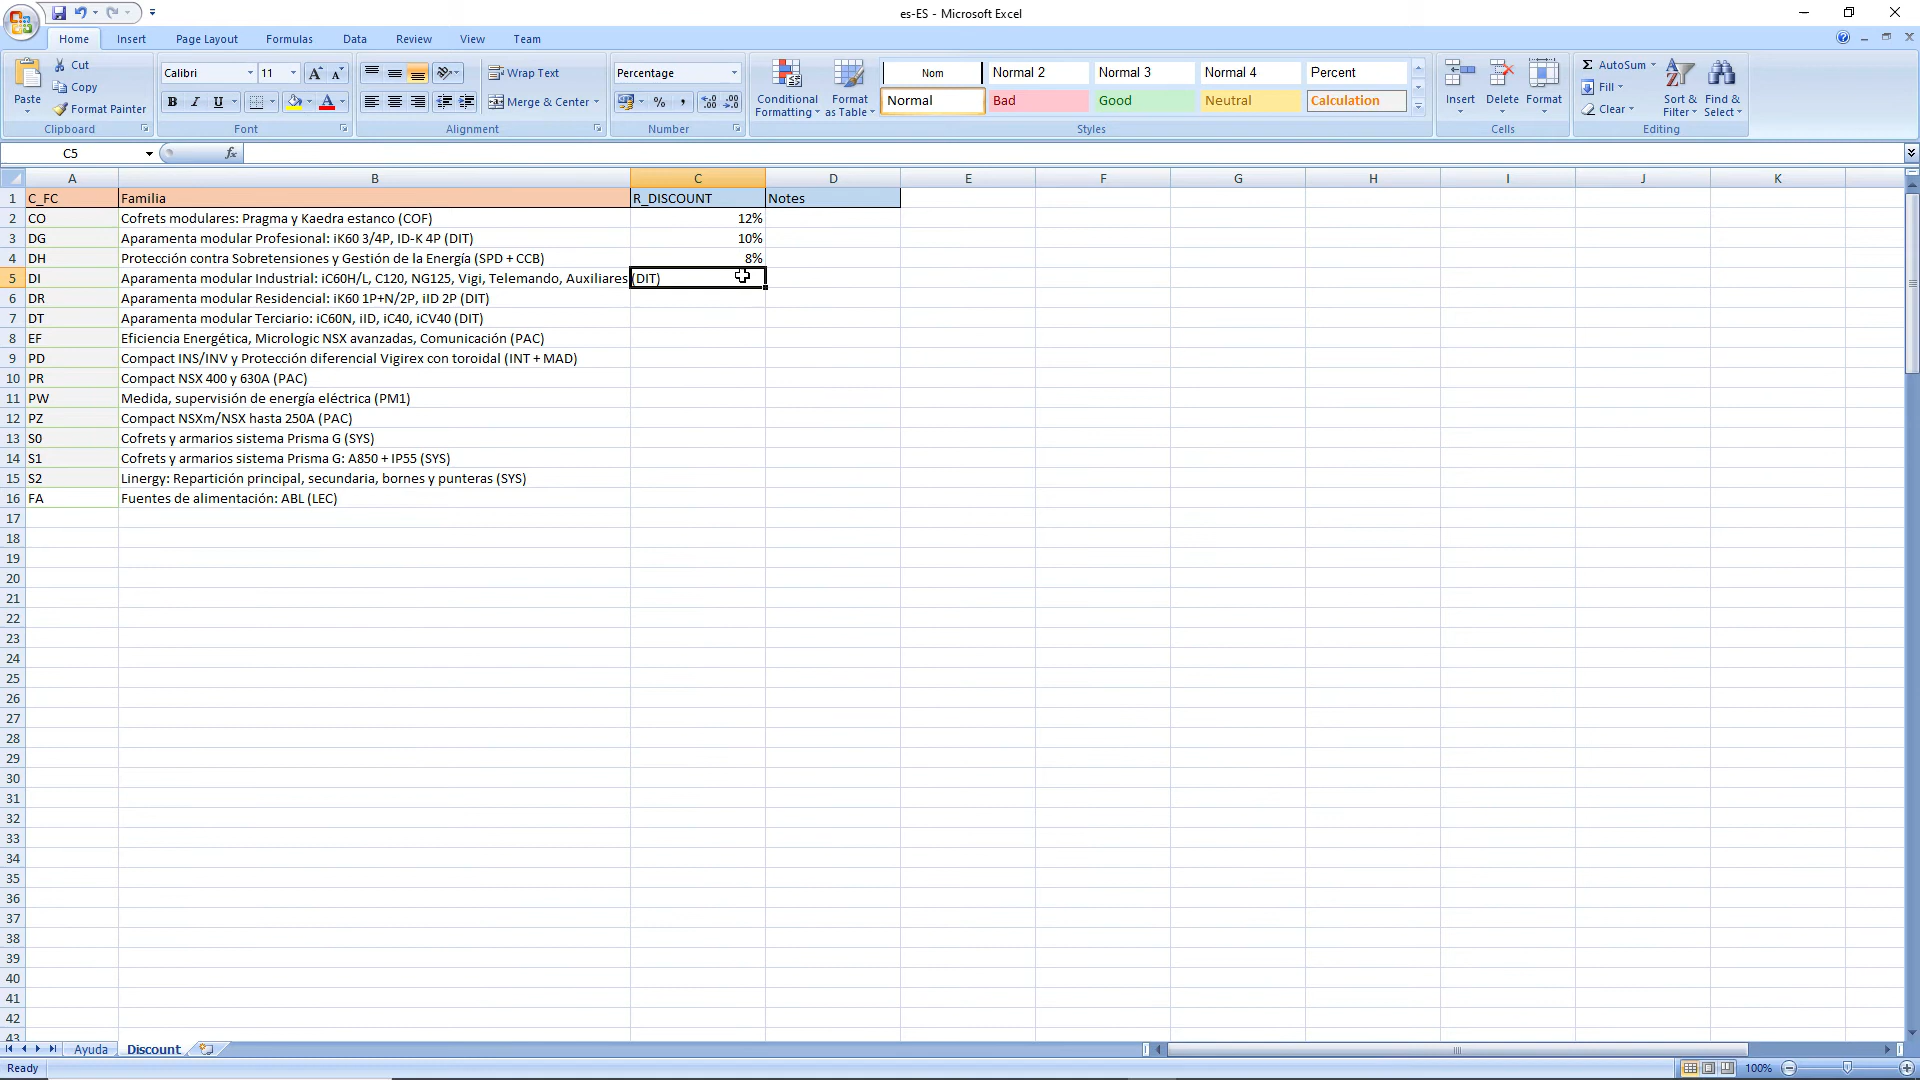 es-ES - Microsoft Excel
Home Insert Page Layout Formulas Data Review View Team
Paste
Cut
Copy
Format Painter
Clipboard
Calibri 11
B I U
Font
Wrap Text
Merge & Center
Alignment
Percentage
%
Number
Conditional Formatting
Format as Table
Nom Normal 2 Normal 3 Normal 4 Percent
Normal Bad Good Neutral Calculation
Styles
Insert Delete Format
Cells
Σ AutoSum
Fill
Clear
Sort & Filter
Find & Select
Editing
C5 fx
A B C D E F G H I J K
1 C_FC Familia R_DISCOUNT Notes
2 CO Cofrets modulares: Pragma y Kaedra estanco (COF) 12%
3 DG Aparamenta modular Profesional: iK60 3/4P, ID-K 4P (DIT) 10%
4 DH Protección contra Sobretensiones y Gestión de la Energía (SPD + CCB) 8%
5 DI Aparamenta modular Industrial: iC60H/L, C120, NG125, Vigi, Telemando, Auxiliares (DIT)
6 DR Aparamenta modular Residencial: iK60 1P+N/2P, iID 2P (DIT)
7 DT Aparamenta modular Terciario: iC60N, iID, iC40, iCV40 (DIT)
8 EF Eficiencia Energética, Micrologic NSX avanzadas, Comunicación (PAC)
9 PD Compact INS/INV y Protección diferencial Vigirex con toroidal (INT + MAD)
10 PR Compact NSX 400 y 630A (PAC)
11 PW Medida, supervisión de energía eléctrica (PM1)
12 PZ Compact NSXm/NSX hasta 250A (PAC)
13 S0 Cofrets y armarios sistema Prisma G (SYS)
14 S1 Cofrets y armarios sistema Prisma G: A850 + IP55 (SYS)
15 S2 Linergy: Repartición principal, secundaria, bornes y punteras (SYS)
16 FA Fuentes de alimentación: ABL (LEC)
17
18
19
20
21
22
23
24
25
26
27
28
29
30
31
32
33
34
35
36
37
38
39
40
41
42
43
Ayuda Discount
Ready 100%